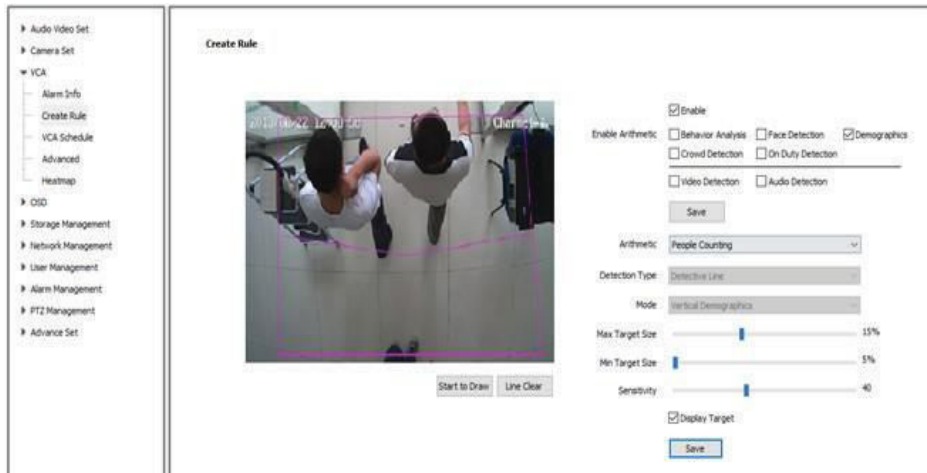 Audio Video Set
Camera Set
VCA
Alarm Info
Create Rule
VCA Schedule
Advanced
Heatmap
OSD
Storage Management
Network Management
User Management
Alarm Management
PTZ Management
Advance Set
Create Rule
Start to Draw
Line Clear
Enable
Enable Arithmetic
Behavior Analysis
Face Detection
Demographics
Crowd Detection
On Duty Detection
Video Detection
Audio Detection
Save
Arithmetic
People Counting
Detection Type
Detective Line
Mode
Vertical Demographics
Max Target Size
15%
Min Target Size
5%
Sensitivity
40
Display Target
Save